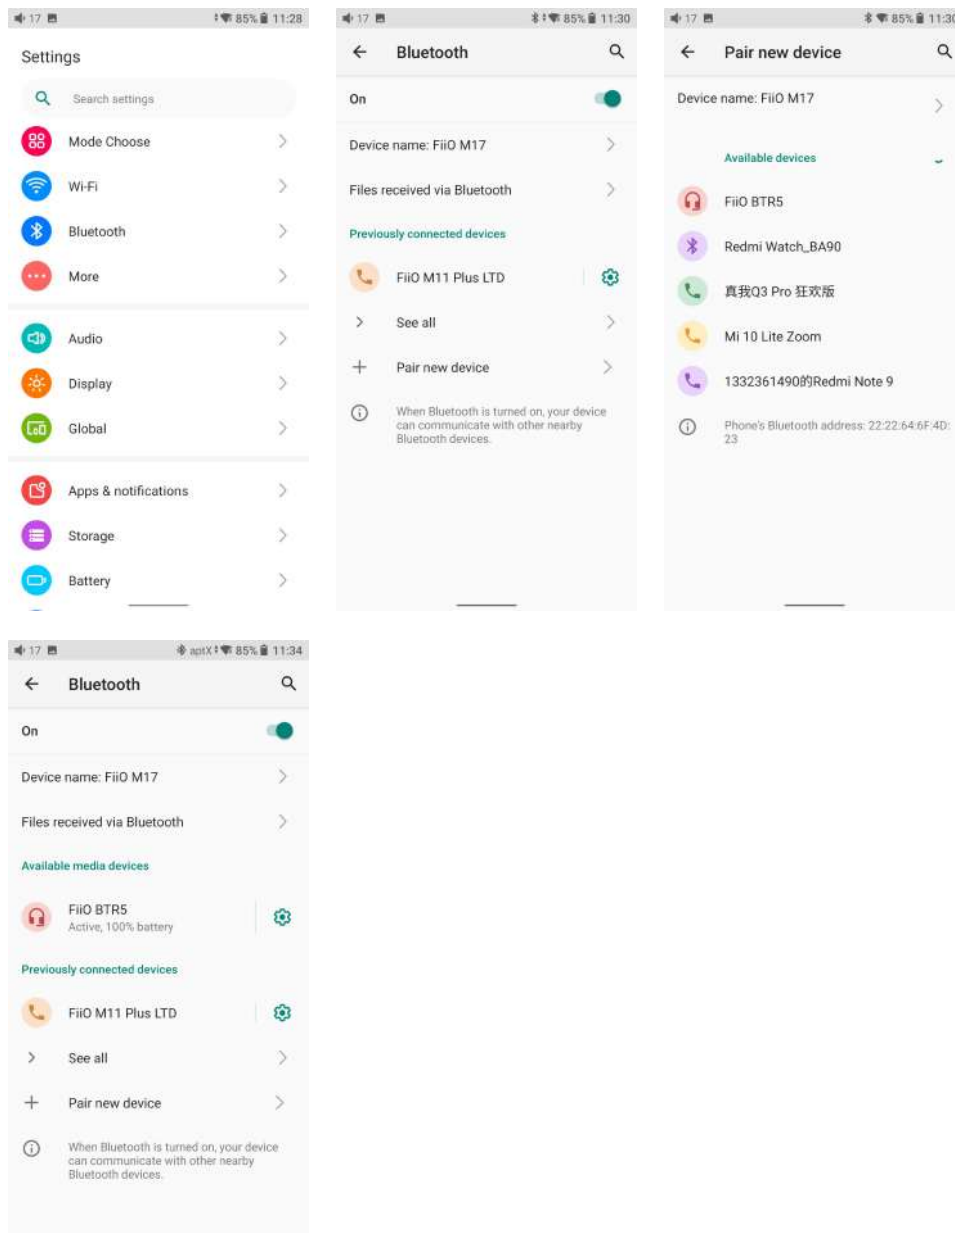 17 85% 11:28
Settings
Search settings
Mode Choose
Wi-Fi
Bluetooth
More
Audio
Display
Global
Apps & notifications
Storage
Battery
17 85% 11:30
Bluetooth
On
Device name: FiiO M17
Files received via Bluetooth
Previously connected devices
FiiO M11 Plus LTD
See all
Pair new device
When Bluetooth is turned on, your device
can communicate with other nearby
Bluetooth devices.
17 85% 11:30
Pair new device
Device name: FiiO M17
Available devices
FiiO BTR5
Redmi Watch_BA90
真我Q3 Pro 狂欢版
Mi 10 Lite Zoom
1332361490的Redmi Note 9
Phone's Bluetooth address: 22:22:64:6F:4D:
23
17 aptX 85% 11:34
Bluetooth
On
Device name: FiiO M17
Files received via Bluetooth
Available media devices
FiiO BTR5
Active, 100% battery
Previously connected devices
FiiO M11 Plus LTD
See all
Pair new device
When Bluetooth is turned on, your device
can communicate with other nearby
Bluetooth devices.